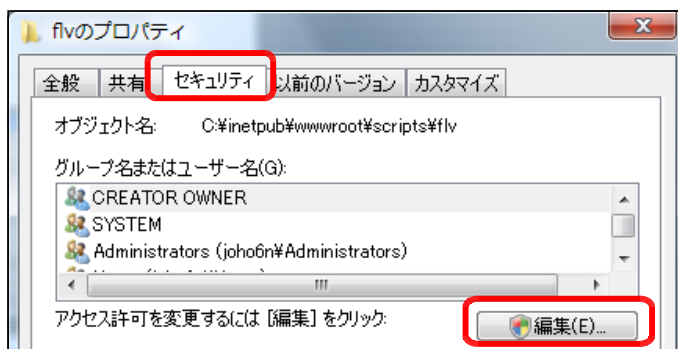 flvのプロパティ
全般 共有 セキュリティ 以前のバージョン カスタマイズ
オブジェクト名: C:¥inetpub¥wwwroot¥scripts¥flv
グループ名またはユーザー名(G):
CREATOR OWNER
SYSTEM
Administrators (joho6n¥Administrators)
アクセス許可を変更するには [編集] をクリック:
編集(E)...